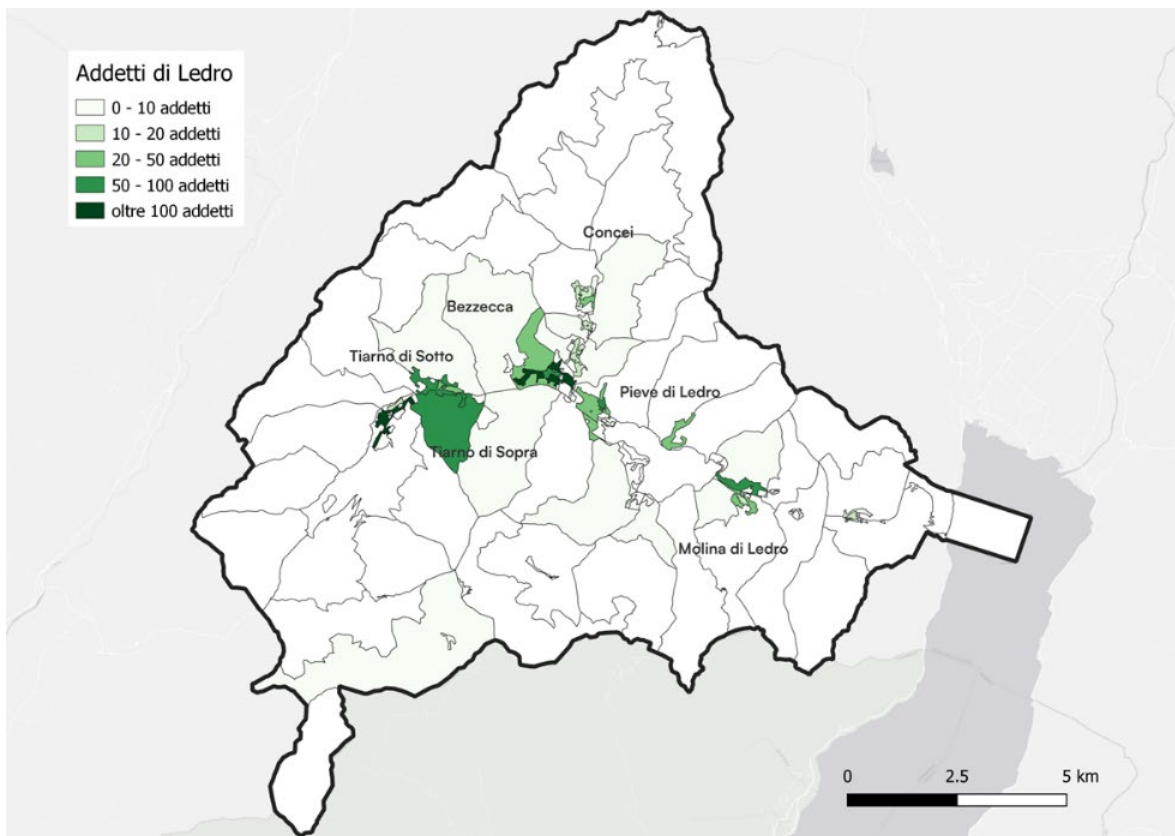 Addetti di Ledro
0 - 10 addetti
10 - 20 addetti
20 - 50 addetti
50 - 100 addetti
oltre 100 addetti
Concei
Bezzecca
Tiarno di Sotto
Pieve di Ledro
Tiarno di Sopra
Molina di Ledro
0 2.5 5 km